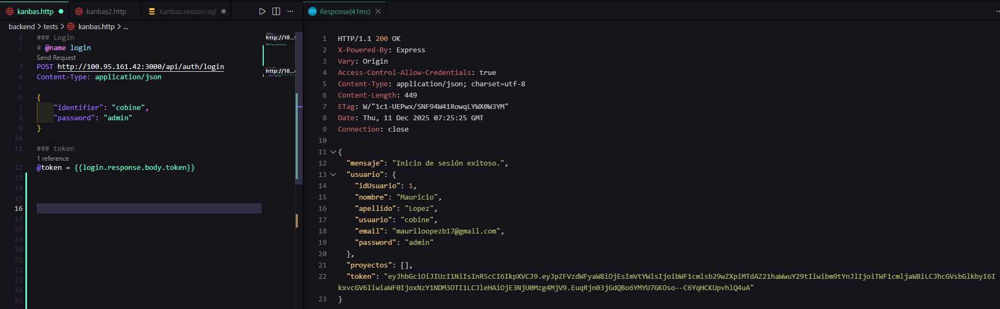 kanbas.http
kanbas2.http
Kanbas.session.sql
Response(41ms)
backend > tests > kanbas.http > ...
1 ### Login
2 # @name login
Send Request
3 POST http://100.95.161.42:3000/api/auth/login
4 Content-Type: application/json
5
6 {
7 "identifier": "cobine",
8 "password": "admin"
9 }
10
11 ### token
1 reference
12 @token = {{login.response.body.token}}
13
14
15
16
17
18
19
20
21
22
23
24
25
http://10...
http://10...
1 HTTP/1.1 200 OK
2 X-Powered-By: Express
3 Vary: Origin
4 Access-Control-Allow-Credentials: true
5 Content-Type: application/json; charset=utf-8
6 Content-Length: 449
7 ETag: W/"1c1-UEPwx/SNF94W41RowqLYWX0W3YM"
8 Date: Thu, 11 Dec 2025 07:25:25 GMT
9 Connection: close
10
11 {
12 "mensaje": "Inicio de sesión exitoso.",
13 "usuario": {
14 "idUsuario": 1,
15 "nombre": "Mauricio",
16 "apellido": "Lopez",
17 "usuario": "cobine",
18 "email": "mauriloopezb17@gmail.com",
19 "password": "admin"
20 },
21 "proyectos": [],
22 "token": "eyJhbGciOiJIUzI1NiIsInR5cCI6IkpXVCJ9.eyJpZFVzdWFyaW8iOjEsImVtYWlsIjoibWF1cmlsb29wZXpiMTdAZ21haWwuY29tIiwibm9tYnJlIjoiTWF1cmljaW8iLCJhcGVsbGlkbyI6I
kxvcGV6IiwiaWF0IjoxNzY1NDM3OTI1LCJleHAiOjE3NjU0Mzg4MjV9.EuqRjn03jGdQBo6YMYU7GKOso--C6YqHCKUpvhlQ4uA"
23 }